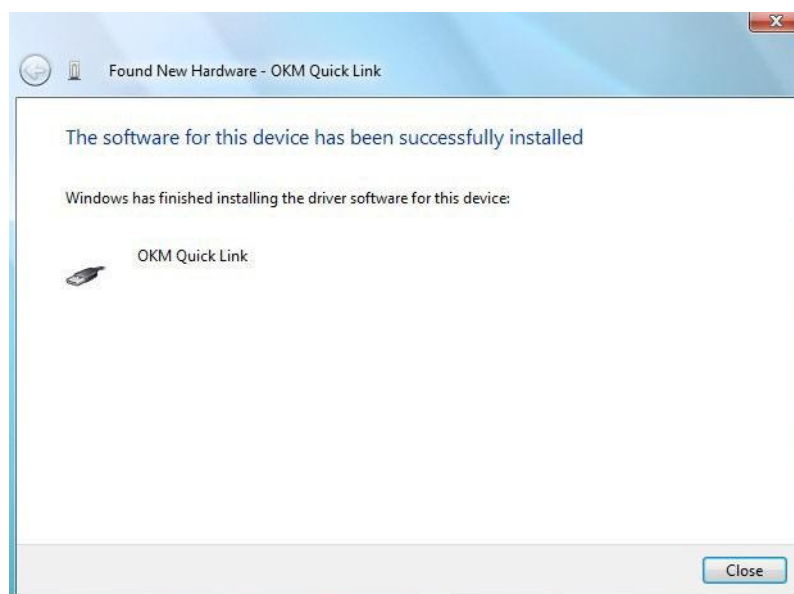 Found New Hardware - OKM Quick Link
The software for this device has been successfully installed
Windows has finished installing the driver software for this device:
OKM Quick Link
Close